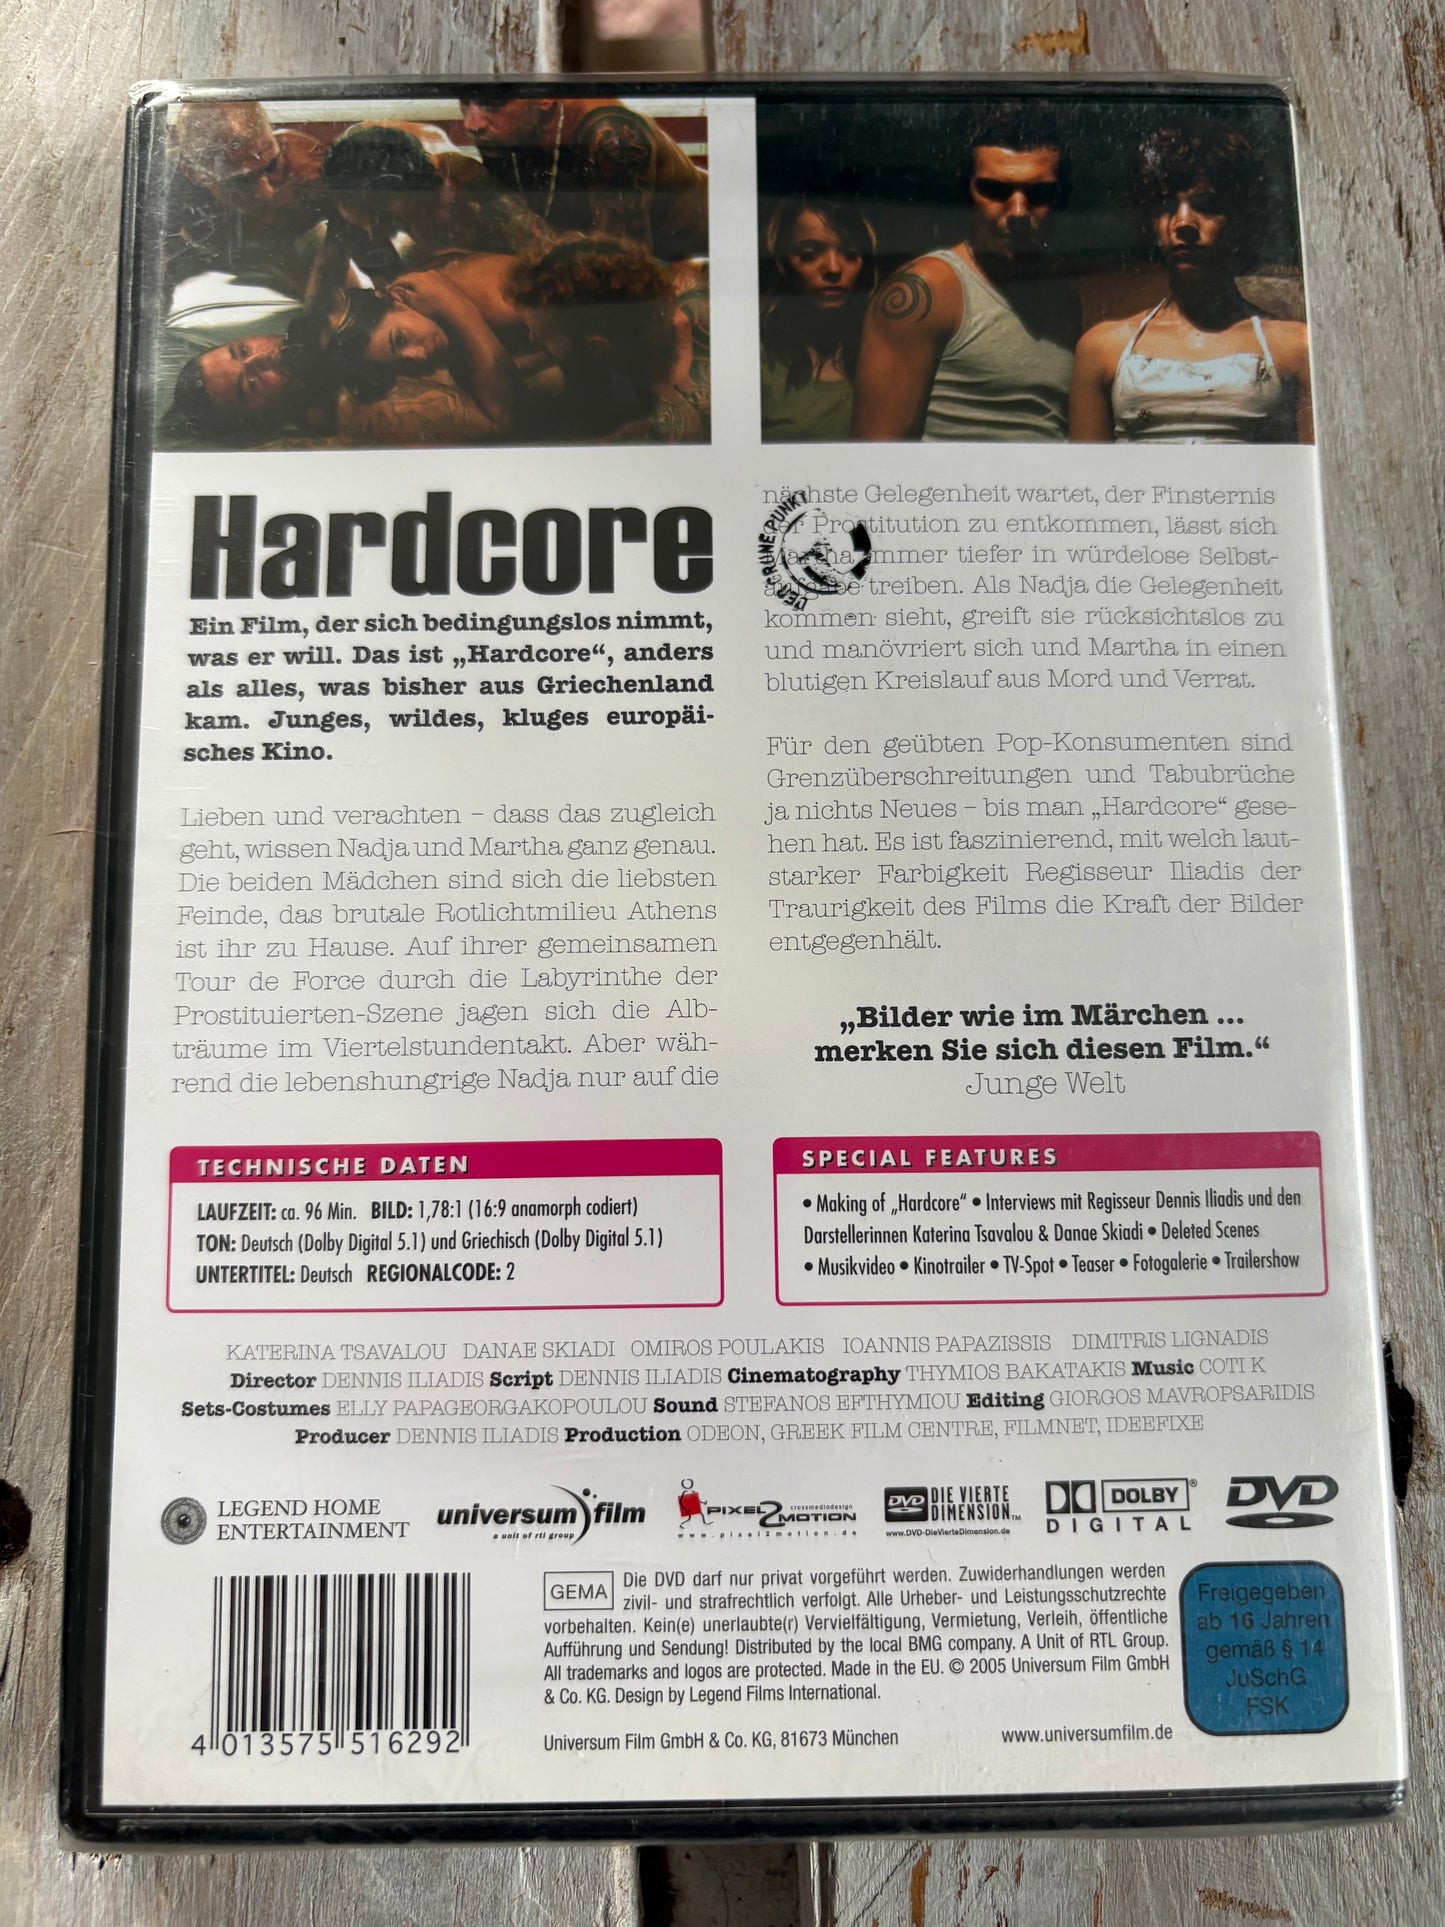 Hardcore
Ein Film, der sich bedingungslos nimmt,
was er will. Das ist „Hardcore“, anders
als alles, was bisher aus Griechenland
kam. Junges, wildes, kluges europäi-
sches Kino.
Lieben und verachten – dass das zugleich
geht, wissen Nadja und Martha ganz genau.
Die beiden Mädchen sind sich die liebsten
Feinde, das brutale Rotlichtmilieu Athens
ist ihr zu Hause. Auf ihrer gemeinsamen
Tour de Force durch die Labyrinthe der
Prostituierten-Szene jagen sich die Alb-
träume im Viertelstundentakt. Aber wäh-
rend die lebenshungrige Nadja nur auf die
nächste Gelegenheit wartet, der Finsternis
der Prostitution zu entkommen, lässt sich
Martha immer tiefer in würdelose Selbst-
aufgabe treiben. Als Nadja die Gelegenheit
kommen sieht, greift sie rücksichtslos zu
und manövriert sich und Martha in einen
blutigen Kreislauf aus Mord und Verrat.
DER GRÜNE PUNKT
Für den geübten Pop-Konsumenten sind
Grenzüberschreitungen und Tabubrüche
ja nichts Neues – bis man „Hardcore“ gese-
hen hat. Es ist faszinierend, mit welch laut-
starker Farbigkeit Regisseur Iliadis der
Traurigkeit des Films die Kraft der Bilder
entgegenhält.
„Bilder wie im Märchen ...
merken Sie sich diesen Film.“
Junge Welt
TECHNISCHE DATEN
LAUFZEIT: ca. 96 Min. BILD: 1,78:1 (16:9 anamorph codiert)
TON: Deutsch (Dolby Digital 5.1) und Griechisch (Dolby Digital 5.1)
UNTERTITEL: Deutsch REGIONALCODE: 2
SPECIAL FEATURES
• Making of „Hardcore“ • Interviews mit Regisseur Dennis Iliadis und den
Darstellerinnen Katerina Tsavalou & Danae Skiadi • Deleted Scenes
• Musikvideo • Kinotrailer • TV-Spot • Teaser • Fotogalerie • Trailershow
KATERINA TSAVALOU DANAE SKIADI OMIROS POULAKIS IOANNIS PAPAZISSIS DIMITRIS LIGNADIS
Director DENNIS ILIADIS Script DENNIS ILIADIS Cinematography THYMIOS BAKATAKIS Music COTI K
Sets-Costumes ELLY PAPAGEORGAKOPOULOU Sound STEFANOS EFTHYMIOU Editing GIORGOS MAVROPSARIDIS
Producer DENNIS ILIADIS Production ODEON, GREEK FILM CENTRE, FILMNET, IDEEFIXE
LEGEND HOME
ENTERTAINMENT
universum film
a unit of rtl group
crossmediadesign
PIXEL2MOTION
www.pixel2motion.de
DVD DIE VIERTE
DIMENSION™
www.DVD-DieVierteDimension.de
DOLBY®
DIGITAL
DVD
GEMA
Die DVD darf nur privat vorgeführt werden. Zuwiderhandlungen werden
zivil- und strafrechtlich verfolgt. Alle Urheber- und Leistungsschutzrechte
vorbehalten. Kein(e) unerlaubte(r) Vervielfältigung, Vermietung, Verleih, öffentliche
Aufführung und Sendung! Distributed by the local BMG company. A Unit of RTL Group.
All trademarks and logos are protected. Made in the EU. © 2005 Universum Film GmbH
& Co. KG. Design by Legend Films International.
Universum Film GmbH & Co. KG, 81673 München
www.universumfilm.de
4 013575 516292
Freigegeben
ab 16 Jahren
gemäß § 14
JuSchG
FSK